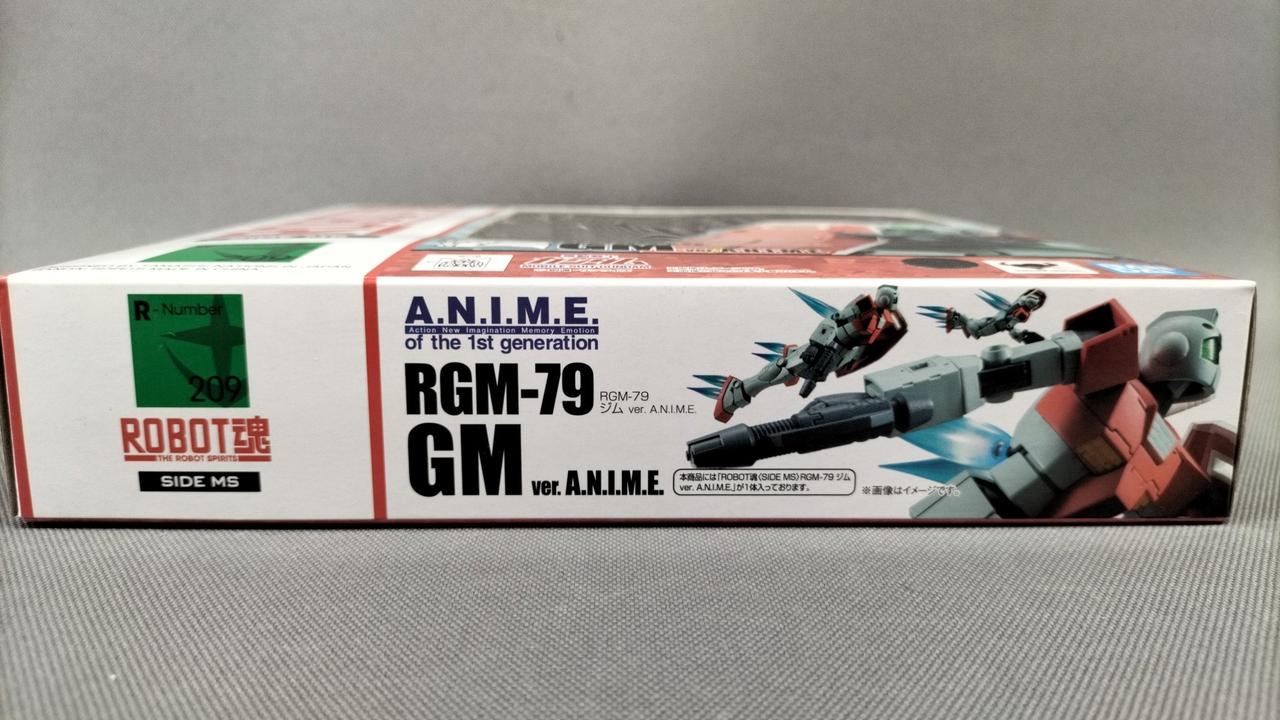 R-Number
209
ROBOT魂
THE ROBOT SPIRITS
SIDE MS
A.N.I.M.E.
Action New Imagination Memory Emotion
of the 1st generation
RGM-79
RGM-79
ジム ver. A.N.I.M.E.
GM
ver. A.N.I.M.E.
本商品には「ROBOT魂〈SIDE MS〉RGM-79 ジム
ver. A.N.I.M.E.」が1体入っております。
※画像はイメージです。
GM